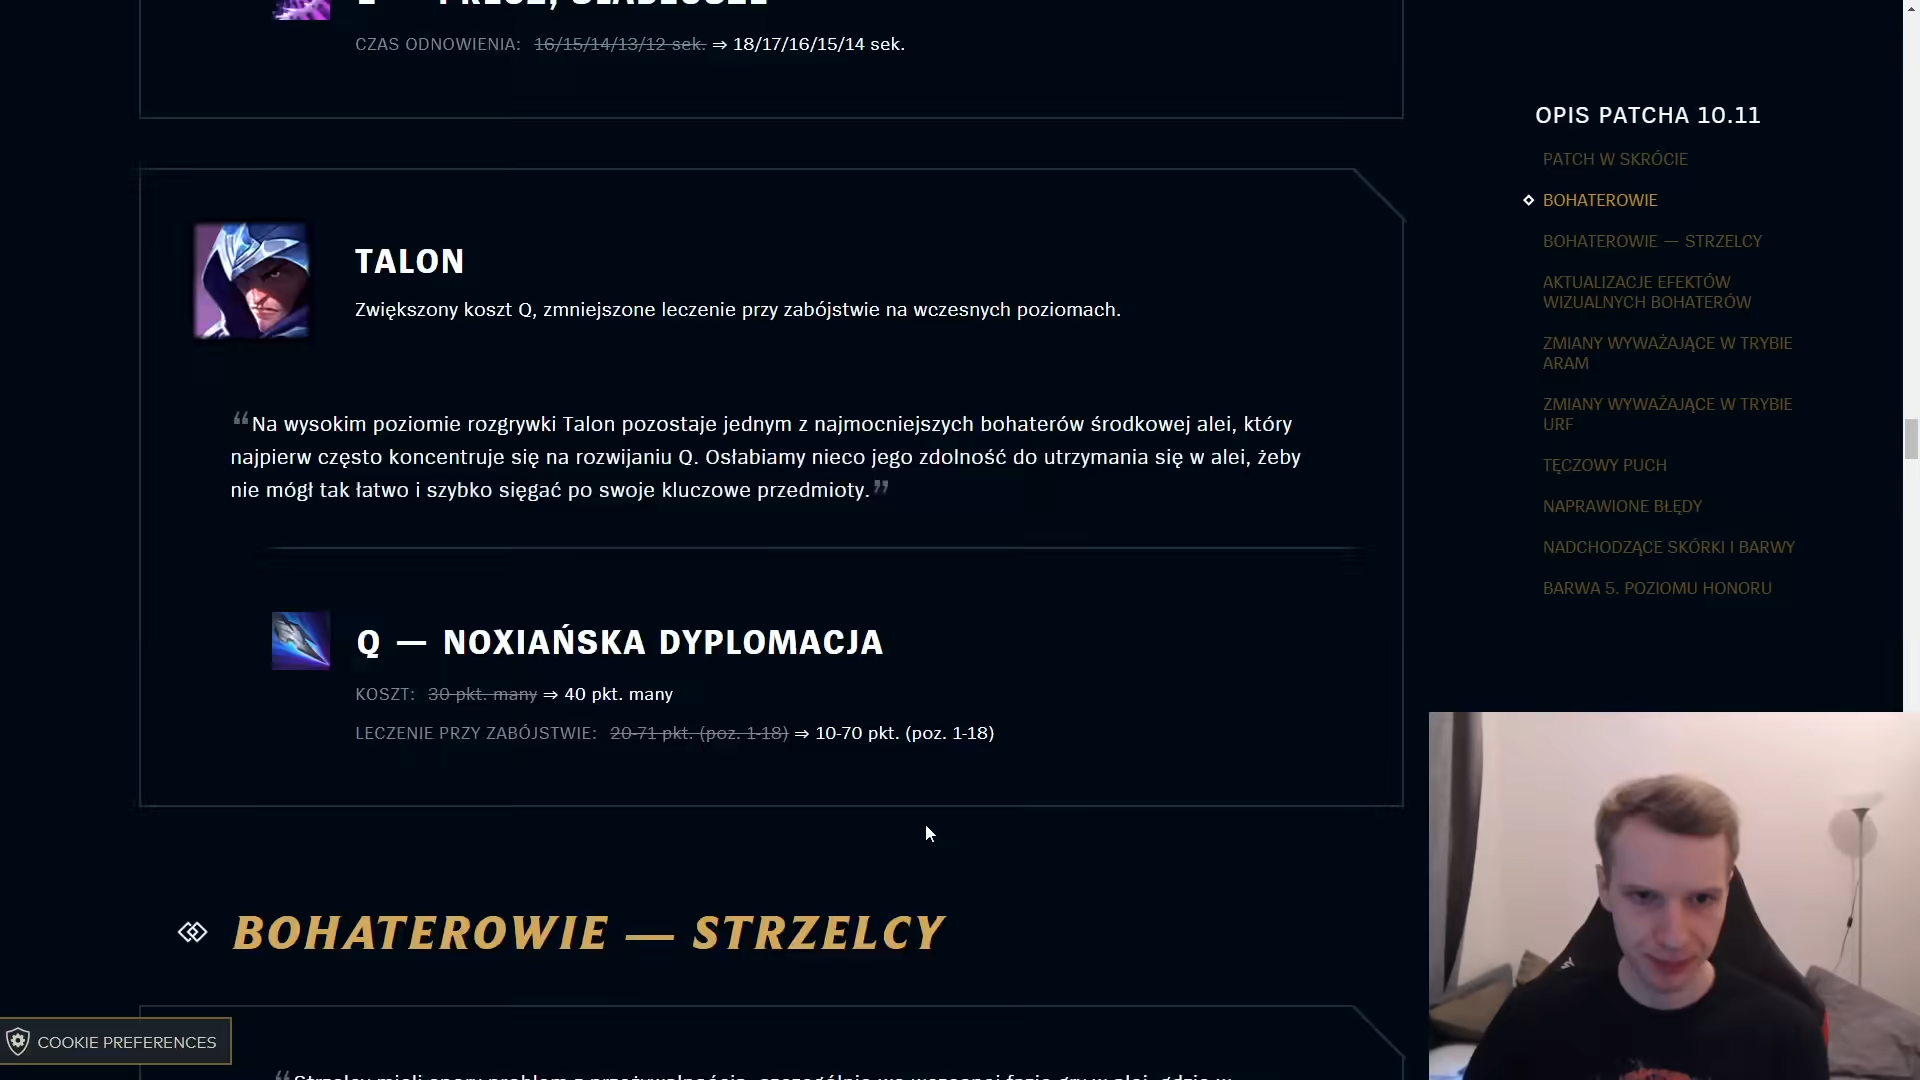 CZAS ODNOWIENIA: 16/15/14/13/12 sek. ⇒ 18/17/16/15/14 sek.
TALON
Zwiększony koszt Q, zmniejszone leczenie przy zabójstwie na wczesnych poziomach.
“Na wysokim poziomie rozgrywki Talon pozostaje jednym z najmocniejszych bohaterów środkowej alei, który
najpierw często koncentruje się na rozwijaniu Q. Osłabiamy nieco jego zdolność do utrzymania się w alei, żeby
nie mógł tak łatwo i szybko sięgać po swoje kluczowe przedmioty.”
Q — NOXIAŃSKA DYPLOMACJA
KOSZT: 30 pkt. many ⇒ 40 pkt. many
LECZENIE PRZY ZABÓJSTWIE: 20-71 pkt. (poz. 1-18) ⇒ 10-70 pkt. (poz. 1-18)
BOHATEROWIE — STRZELCY
COOKIE PREFERENCES
OPIS PATCHA 10.11
PATCH W SKRÓCIE
BOHATEROWIE
BOHATEROWIE — STRZELCY
AKTUALIZACJE EFEKTÓW
WIZUALNYCH BOHATERÓW
ZMIANY WYWAŻAJĄCE W TRYBIE
ARAM
ZMIANY WYWAŻAJĄCE W TRYBIE
URF
TĘCZOWY PUCH
NAPRAWIONE BŁĘDY
NADCHODZĄCE SKÓRKI I BARWY
BARWA 5. POZIOMU HONORU